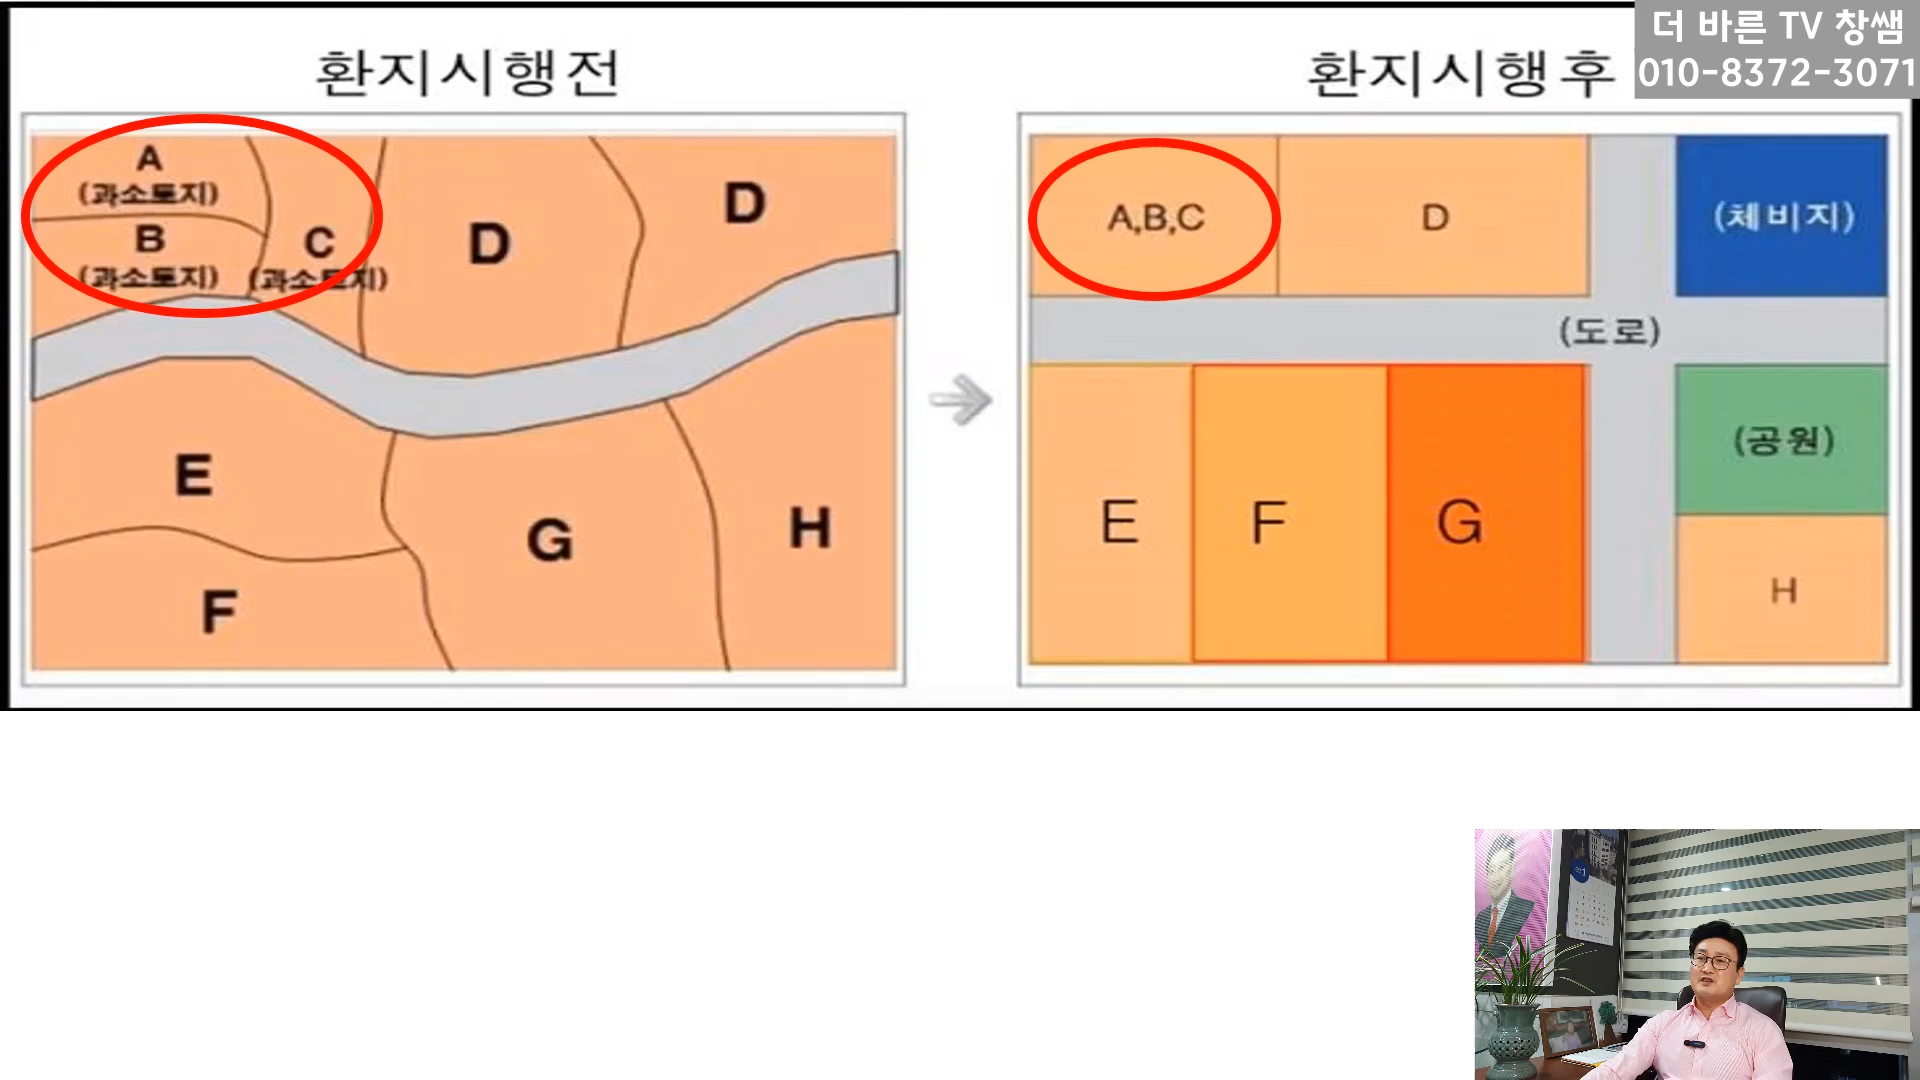 더 바른 TV 창쌤
010-8372-3071
환지시행전
환지시행후
A
(과소토지)
B
(과소토지)
C
(과소토지)
D
D
E
F
G
H
A,B,C
D
(체비지)
(도로)
(공원)
E
F
G
H